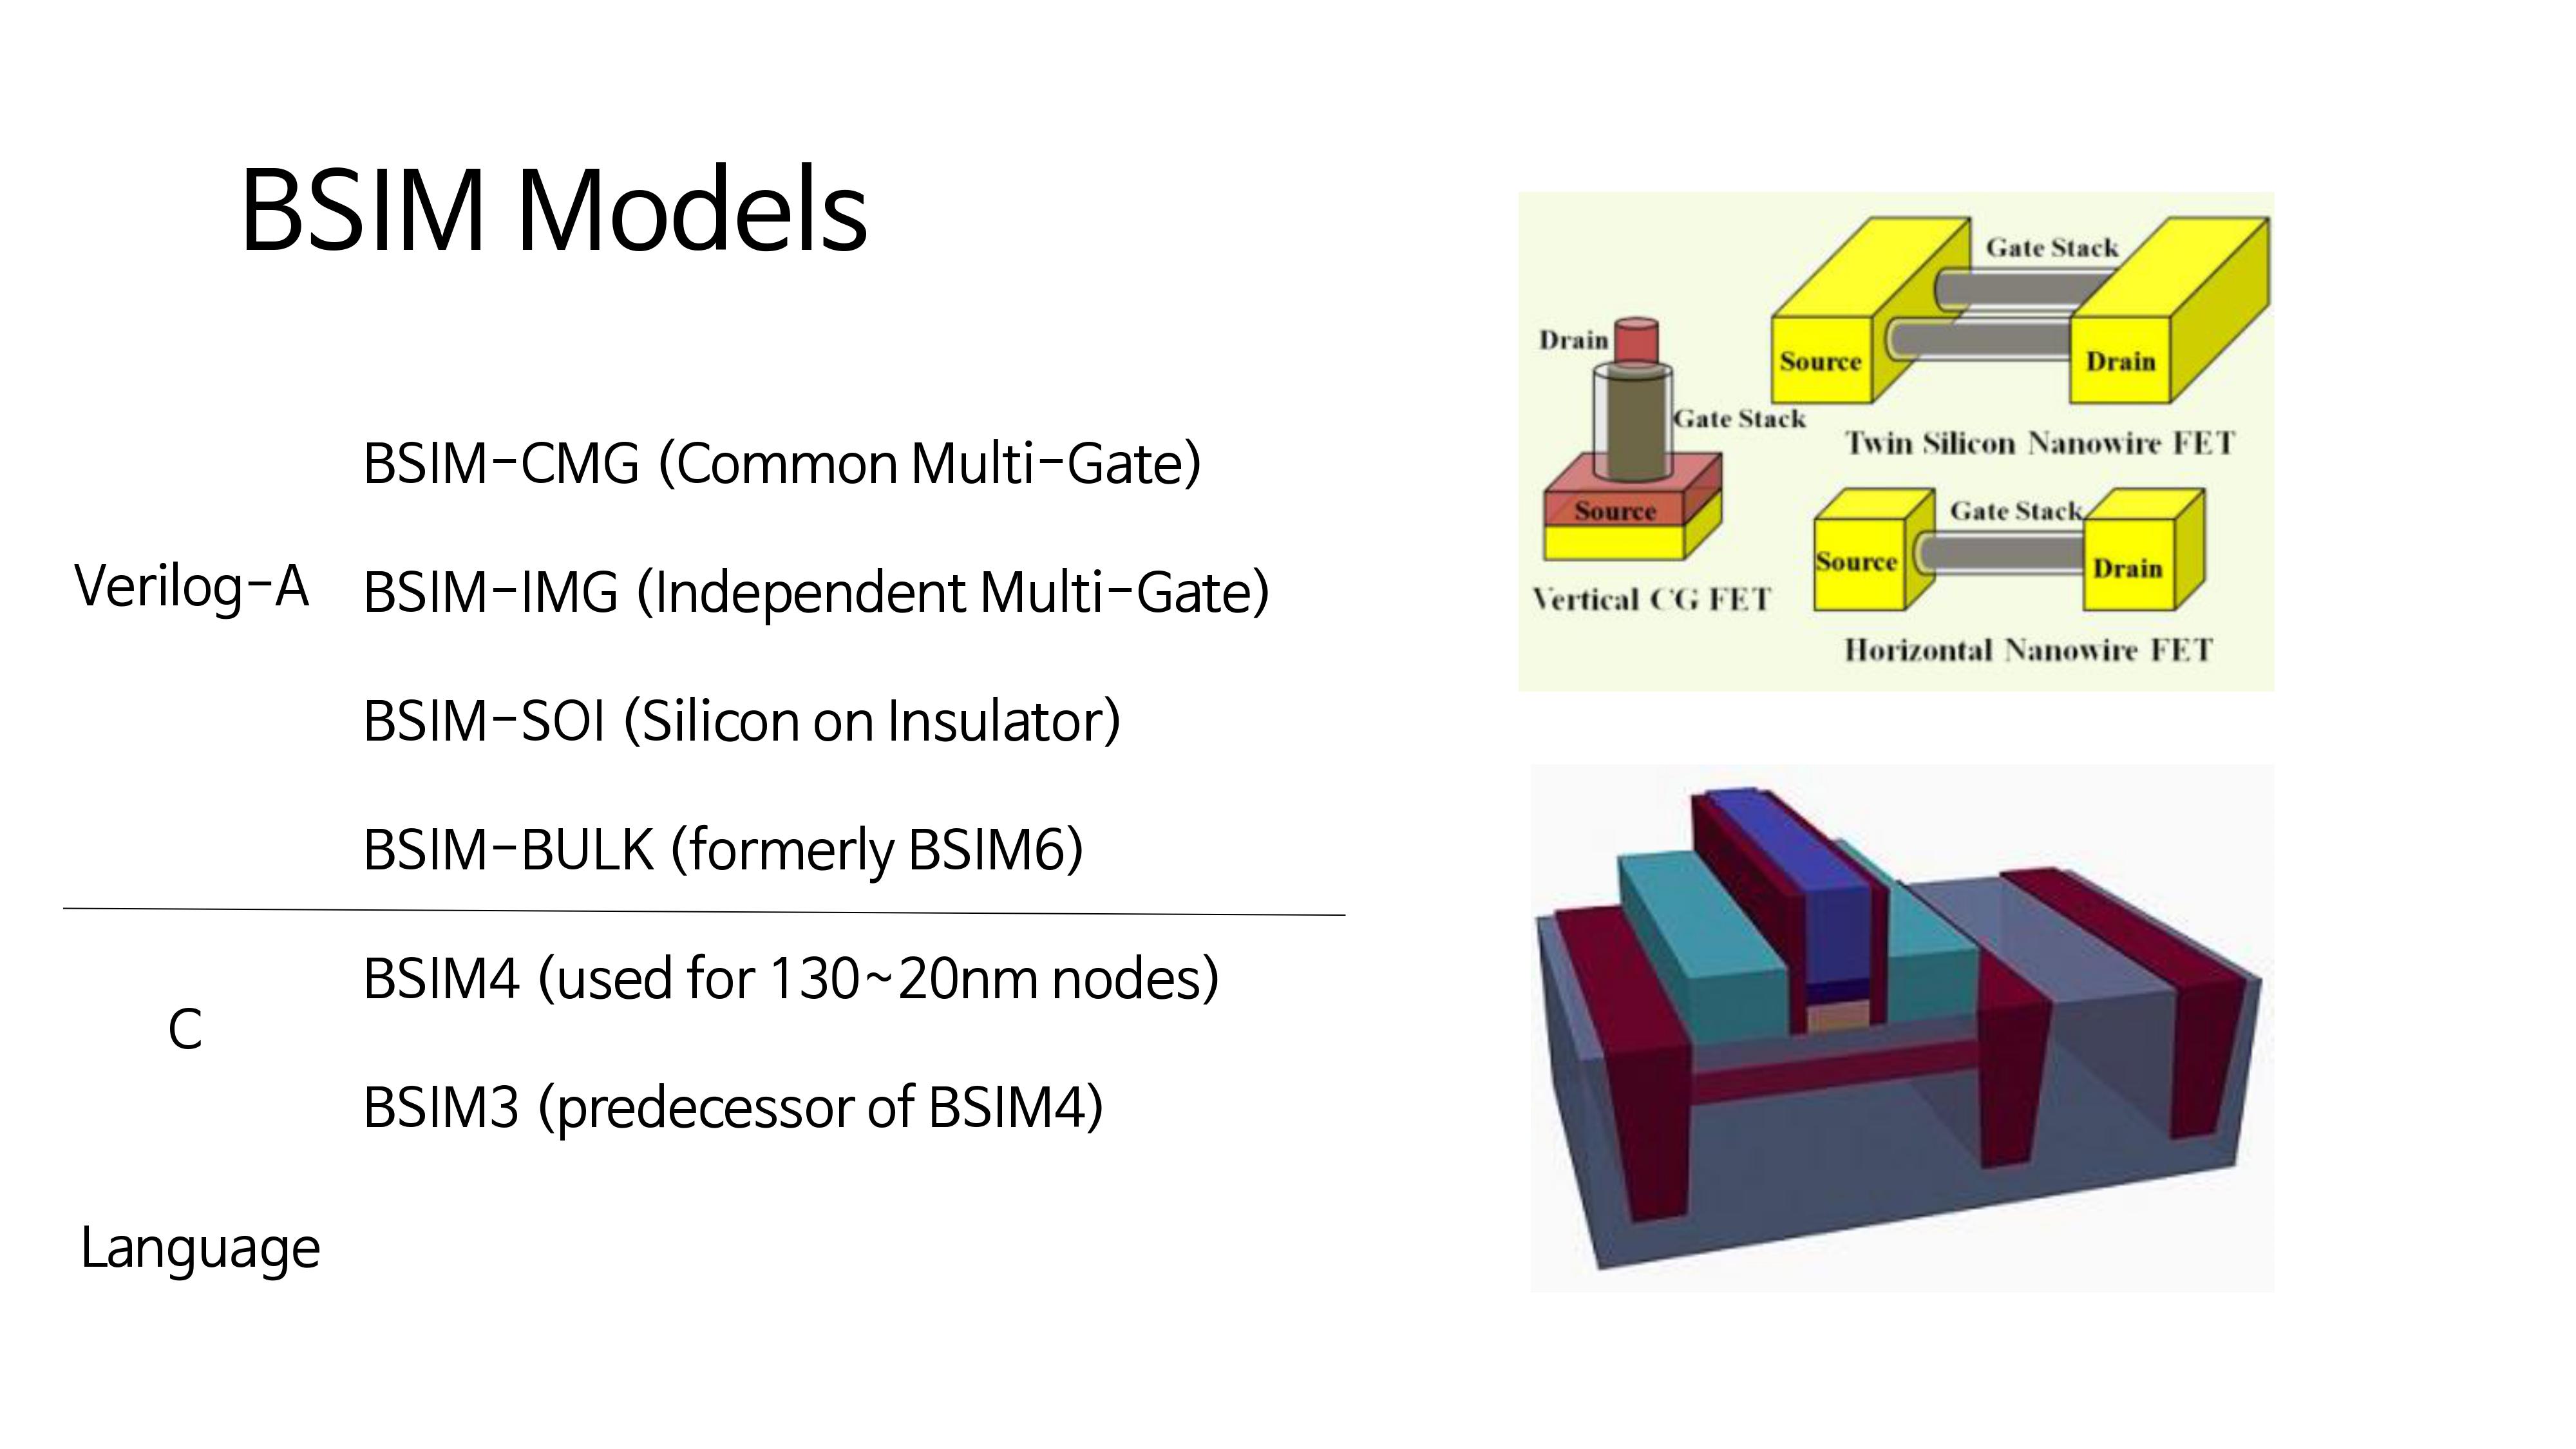 BSIM Models
BSIM-CMG (Common Multi-Gate)
Verilog-A
BSIM-IMG (Independent Multi-Gate)
BSIM-SOI (Silicon on Insulator)
BSIM-BULK (formerly BSIM6)
BSIM4 (used for 130~20nm nodes)
C
BSIM3 (predecessor of BSIM4)
Language
Gate Stack
Source
Drain
Twin Silicon Nanowire FET
Drain
Gate Stack
Source
Vertical CG FET
Gate Stack
Source
Drain
Horizontal Nanowire FET